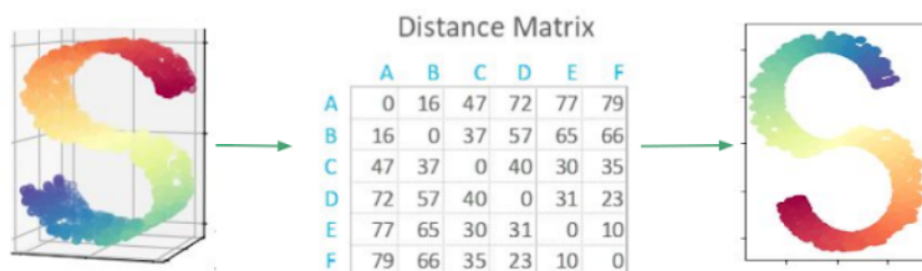 Distance Matrix
A B C D E F
A 0 16 47 72 77 79
B 16 0 37 57 65 66
C 47 37 0 40 30 35
D 72 57 40 0 31 23
E 77 65 30 31 0 10
F 79 66 35 23 10 0